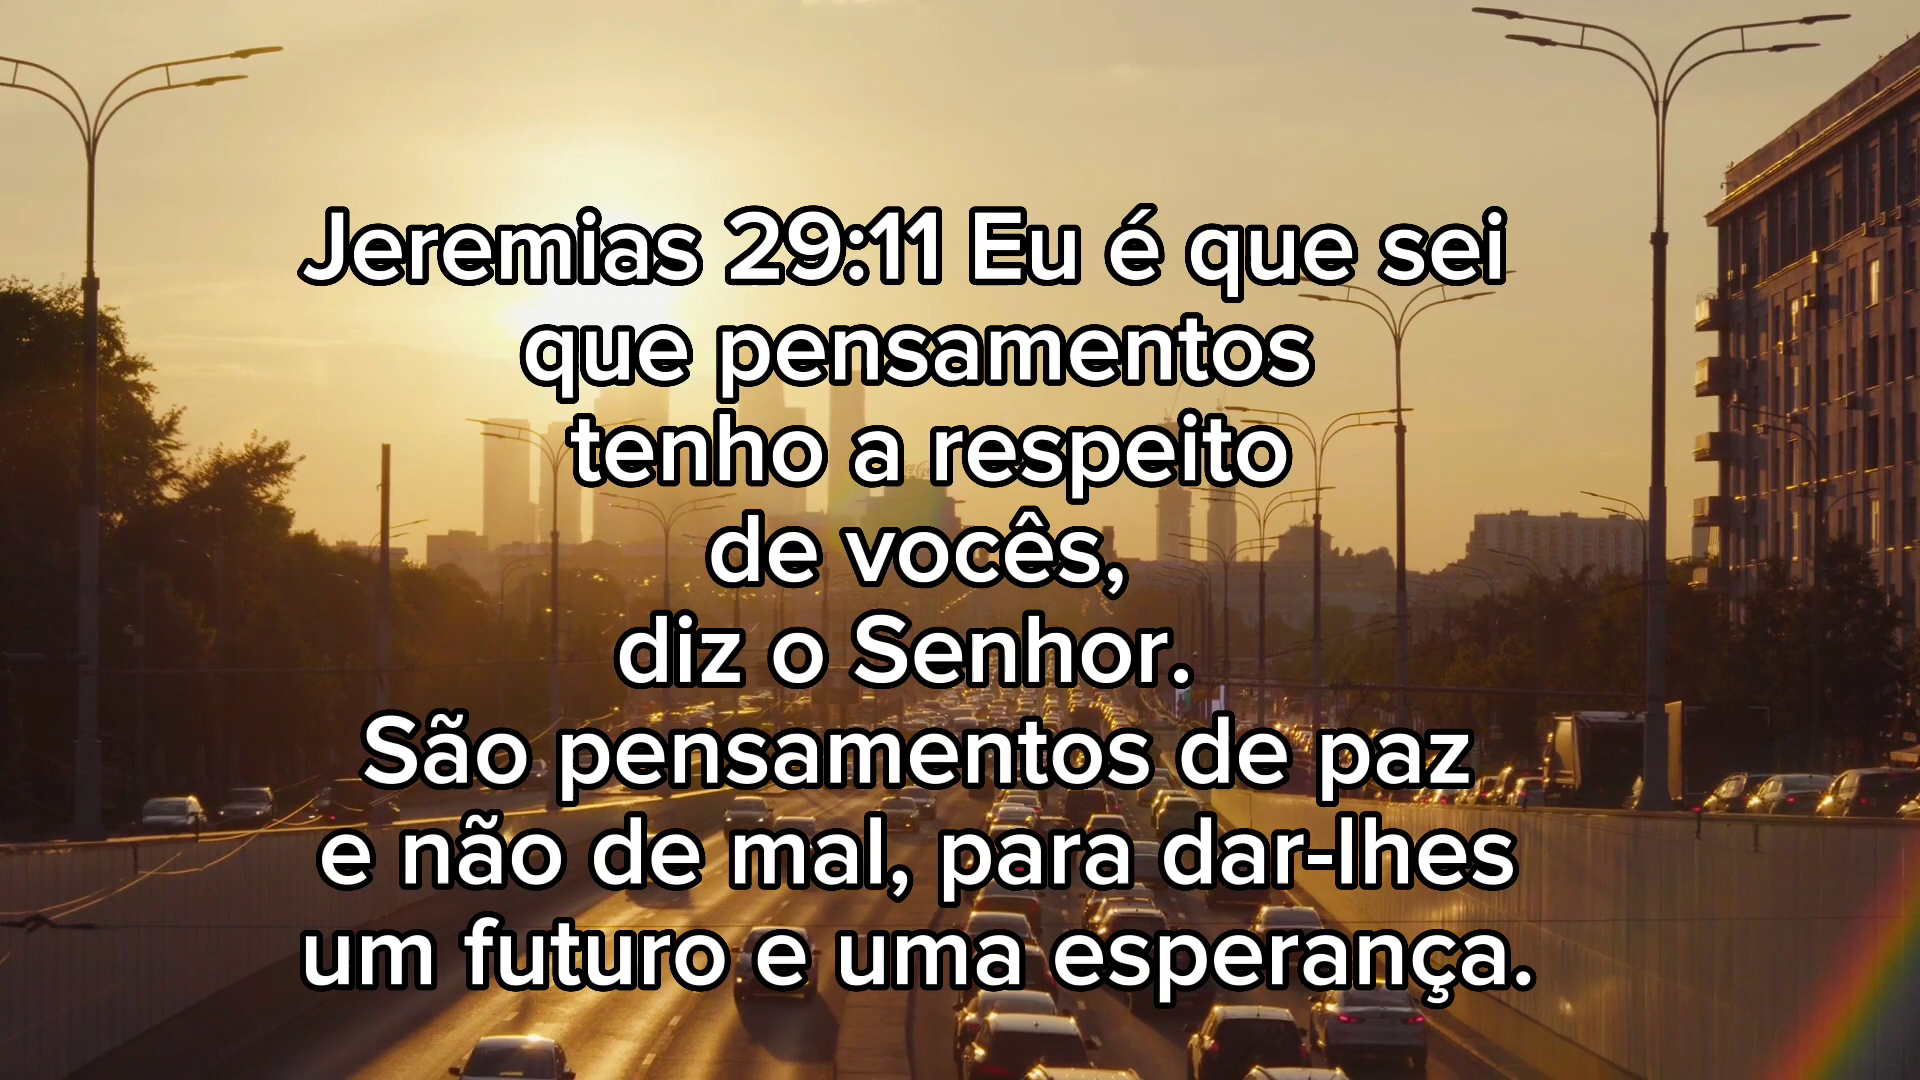 Jeremias 29:11 Eu é que sei
que pensamentos
tenho a respeito
de vocês,
diz o Senhor.
São pensamentos de paz
e não de mal, para dar-lhes
um futuro e uma esperança.